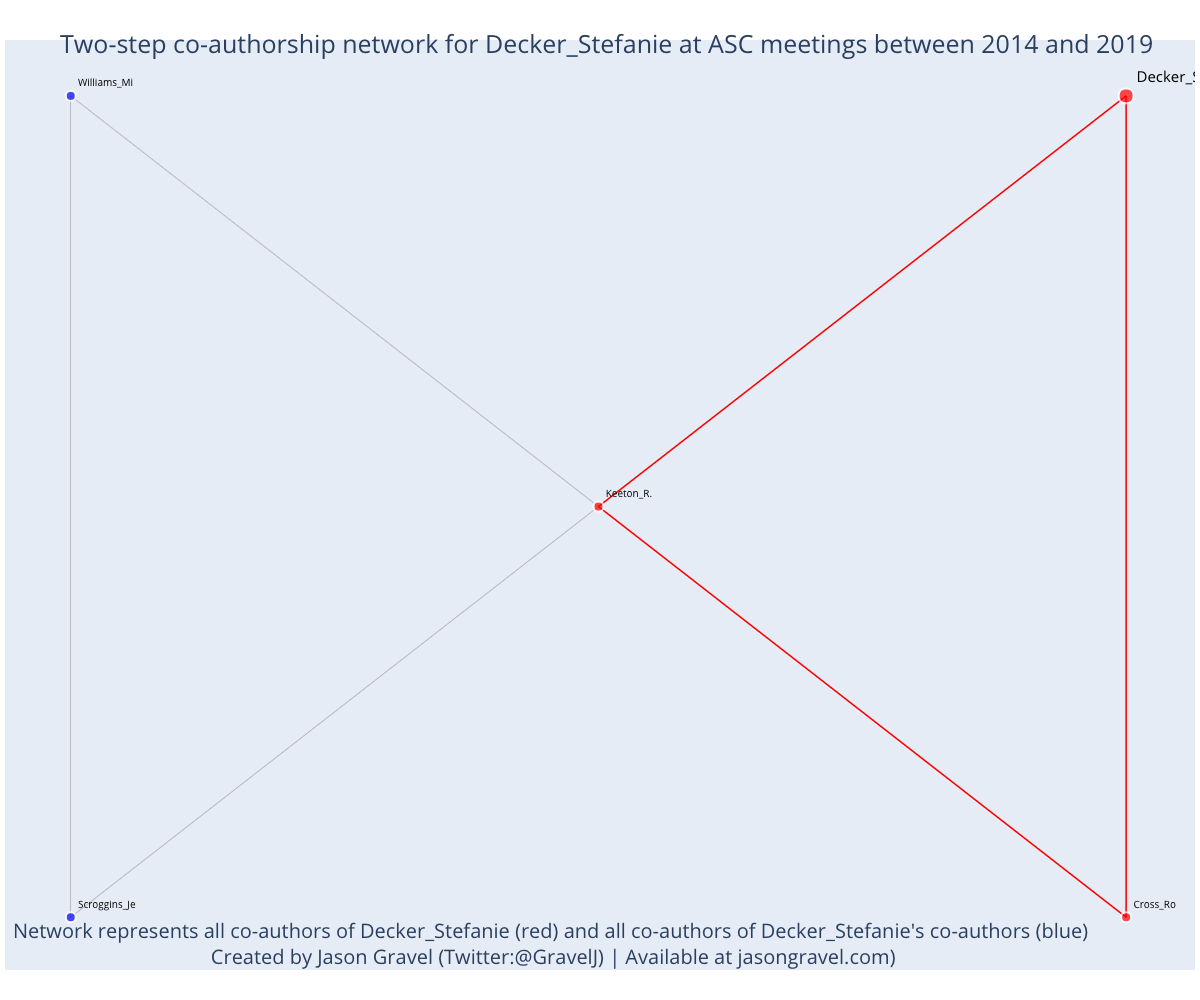 Two-step co-authorship network for Decker_Stefanie at ASC meetings between 2014 and 2019
Williams_Mi
Decker_S
Keeton_R.
Scroggins_Je
Cross_Ro
Network represents all co-authors of Decker_Stefanie (red) and all co-authors of Decker_Stefanie's co-authors (blue)
Created by Jason Gravel (Twitter:@GravelJ) | Available at jasongravel.com)